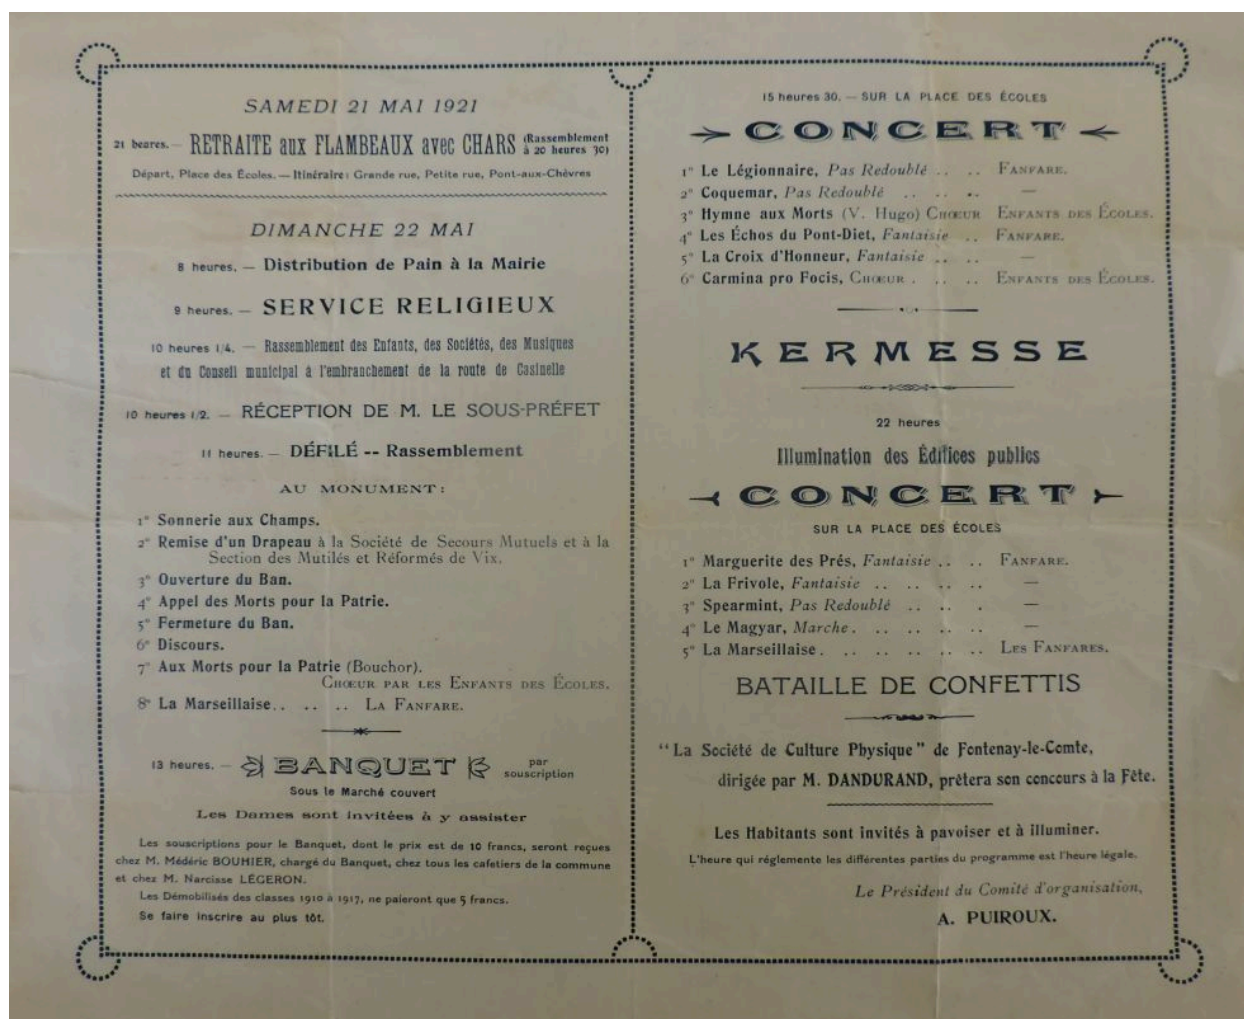 SAMEDI 21 MAI 1921
21 heures. — RETRAITE aux FLAMBEAUX avec CHARS (Rassemblement à 20 heures 30)
Départ, Place des Écoles. — Itinéraire : Grande rue, Petite rue, Pont-aux-Chèvres
DIMANCHE 22 MAI
8 heures. — Distribution de Pain à la Mairie
9 heures. — SERVICE RELIGIEUX
10 heures 1/4. — Rassemblement des Enfants, des Sociétés, des Musiques
et du Conseil municipal à l'embranchement de la route de Casinelle
10 heures 1/2. — RÉCEPTION DE M. LE SOUS-PRÉFET
11 heures. — DÉFILÉ -- Rassemblement
AU MONUMENT :
1° Sonnerie aux Champs.
2° Remise d'un Drapeau à la Société de Secours Mutuels et à la
Section des Mutilés et Réformés de Vix.
3° Ouverture du Ban.
4° Appel des Morts pour la Patrie.
5° Fermeture du Ban.
6° Discours.
7° Aux Morts pour la Patrie (Bouchor).
CHŒUR PAR LES ENFANTS DES ÉCOLES.
8° La Marseillaise.. .. .. LA FANFARE.
13 heures. — BANQUET par souscription
Sous le Marché couvert
Les Dames sont invitées à y assister
Les souscriptions pour le Banquet, dont le prix est de 10 francs, seront reçues
chez M. Médéric BOUHIER, chargé du Banquet, chez tous les cafetiers de la commune
et chez M. Narcisse LÉGERON.
Les Démobilisés des classes 1910 à 1917, ne paieront que 5 francs.
Se faire inscrire au plus tôt.
15 heures 30. — SUR LA PLACE DES ÉCOLES
CONCERT
1° Le Légionnaire, Pas Redoublé .. .. FANFARE.
2° Coquemar, Pas Redoublé .. .. .. —
3° Hymne aux Morts (V. Hugo) CHŒUR ENFANTS DES ÉCOLES.
4° Les Échos du Pont-Diet, Fantaisie .. FANFARE.
5° La Croix d'Honneur, Fantaisie .. .. —
6° Carmina pro Focis, CHŒUR . .. .. ENFANTS DES ÉCOLES.
KERMESSE
22 heures
Illumination des Édifices publics
CONCERT
SUR LA PLACE DES ÉCOLES
1° Marguerite des Prés, Fantaisie .. .. FANFARE.
2° La Frivole, Fantaisie .. .. .. .. —
3° Spearmint, Pas Redoublé .. .. . —
4° Le Magyar, Marche. .. .. .. .. —
5° La Marseillaise. .. .. .. .. .. LES FANFARES.
BATAILLE DE CONFETTIS
“La Société de Culture Physique” de Fontenay-le-Comte,
dirigée par M. DANDURAND, prêtera son concours à la Fête.
Les Habitants sont invités à pavoiser et à illuminer.
L'heure qui réglemente les différentes parties du programme est l'heure légale.
Le Président du Comité d'organisation,
A. PUIROUX.